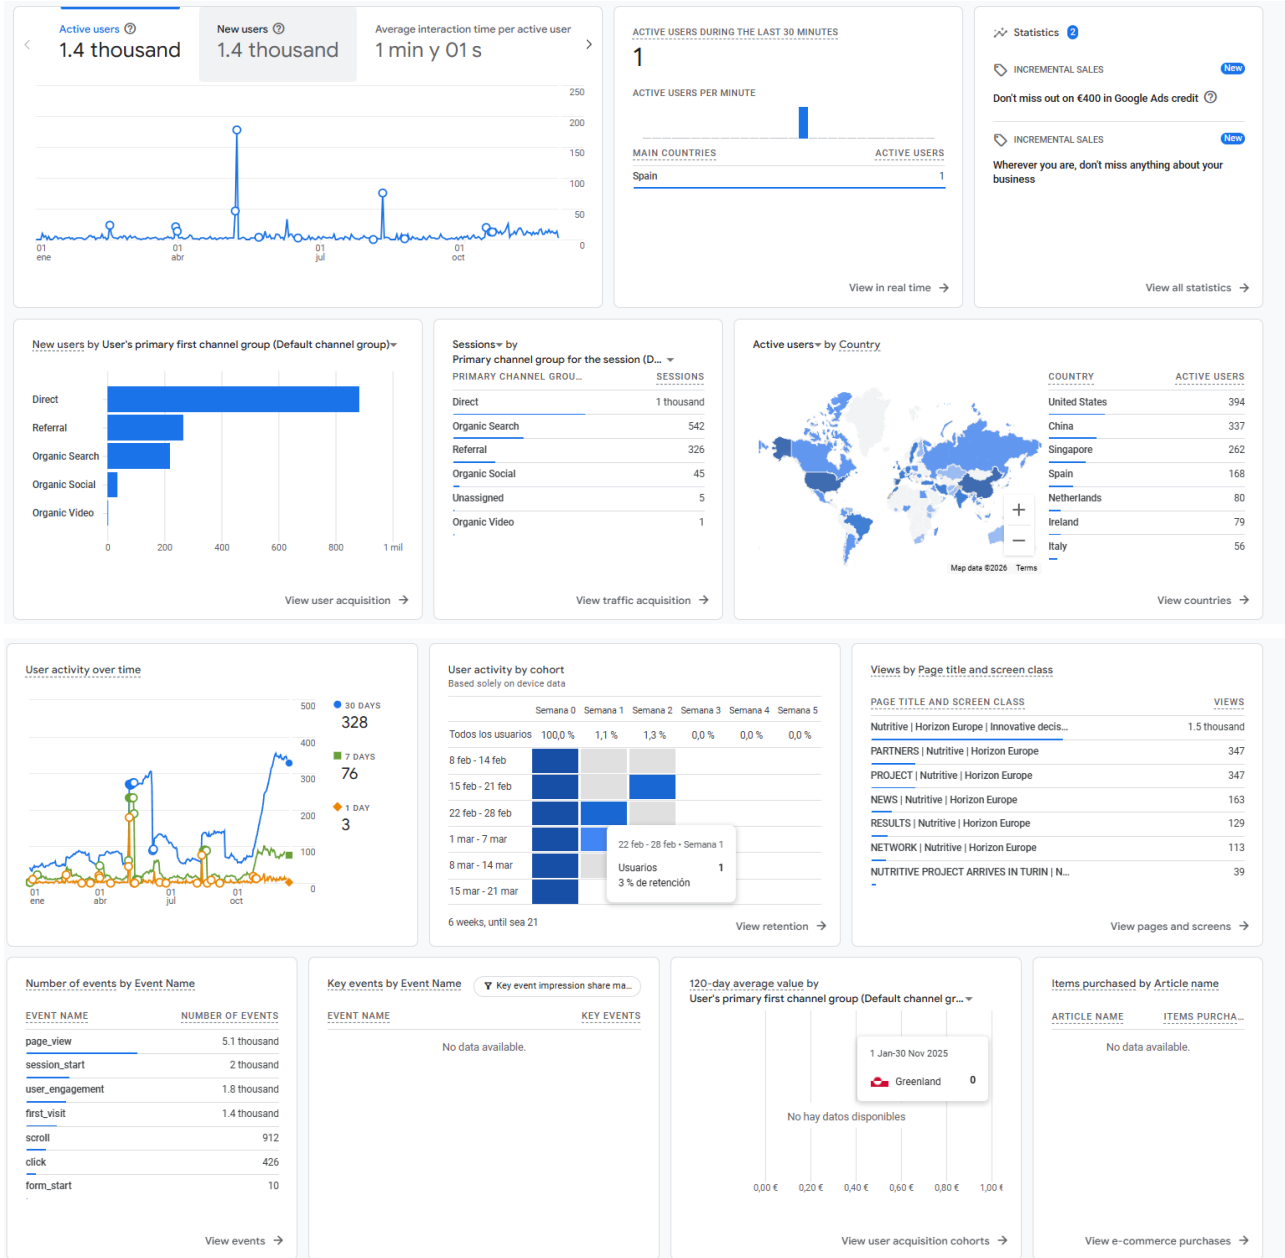 Active users
1.4 thousand
New users
1.4 thousand
Average interaction time per active user
1 min y 01 s
250
200
150
100
50
0
01 ene
01 abr
01 jul
01 oct
ACTIVE USERS DURING THE LAST 30 MINUTES
1
ACTIVE USERS PER MINUTE
MAIN COUNTRIES ACTIVE USERS
Spain 1
View in real time
Statistics 2
INCREMENTAL SALES New
Don't miss out on €400 in Google Ads credit
INCREMENTAL SALES New
Wherever you are, don't miss anything about your
business
View all statistics
New users by User's primary first channel group (Default channel group)
Direct
Referral
Organic Search
Organic Social
Organic Video
0 200 400 600 800 1 mil
View user acquisition
Sessions by
Primary channel group for the session (D...
PRIMARY CHANNEL GROU... SESSIONS
Direct 1 thousand
Organic Search 542
Referral 326
Organic Social 45
Unassigned 5
Organic Video 1
View traffic acquisition
Active users by Country
COUNTRY ACTIVE USERS
United States 394
China 337
Singapore 262
Spain 168
Netherlands 80
Ireland 79
Italy 56
+
−
Map data ©2026 Terms
View countries
User activity over time
500
400
300
200
100
0
01 ene
01 abr
01 jul
01 oct
30 DAYS
328
7 DAYS
76
1 DAY
3
User activity by cohort
Based solely on device data
Semana 0 Semana 1 Semana 2 Semana 3 Semana 4 Semana 5
Todos los usuarios 100,0 % 1,1 % 1,3 % 0,0 % 0,0 % 0,0 %
8 feb - 14 feb
15 feb - 21 feb
22 feb - 28 feb
1 mar - 7 mar
8 mar - 14 mar
15 mar - 21 mar
22 feb - 28 feb • Semana 1
Usuarios 1
3 % de retención
6 weeks, until sea 21
View retention
Views by Page title and screen class
PAGE TITLE AND SCREEN CLASS VIEWS
Nutritive | Horizon Europe | Innovative decis... 1.5 thousand
PARTNERS | Nutritive | Horizon Europe 347
PROJECT | Nutritive | Horizon Europe 347
NEWS | Nutritive | Horizon Europe 163
RESULTS | Nutritive | Horizon Europe 129
NETWORK | Nutritive | Horizon Europe 113
NUTRITIVE PROJECT ARRIVES IN TURIN | N... 39
View pages and screens
Number of events by Event Name
EVENT NAME NUMBER OF EVENTS
page_view 5.1 thousand
session_start 2 thousand
user_engagement 1.8 thousand
first_visit 1.4 thousand
scroll 912
click 426
form_start 10
View events
Key events by Event Name
Key event impression share ma...
EVENT NAME KEY EVENTS
No data available.
120-day average value by
User's primary first channel group (Default channel gr...
1 Jan-30 Nov 2025
Greenland 0
No hay datos disponibles
0,00 € 0,20 € 0,40 € 0,60 € 0,80 € 1,00 €
View user acquisition cohorts
Items purchased by Article name
ARTICLE NAME ITEMS PURCHA...
No data available.
View e-commerce purchases